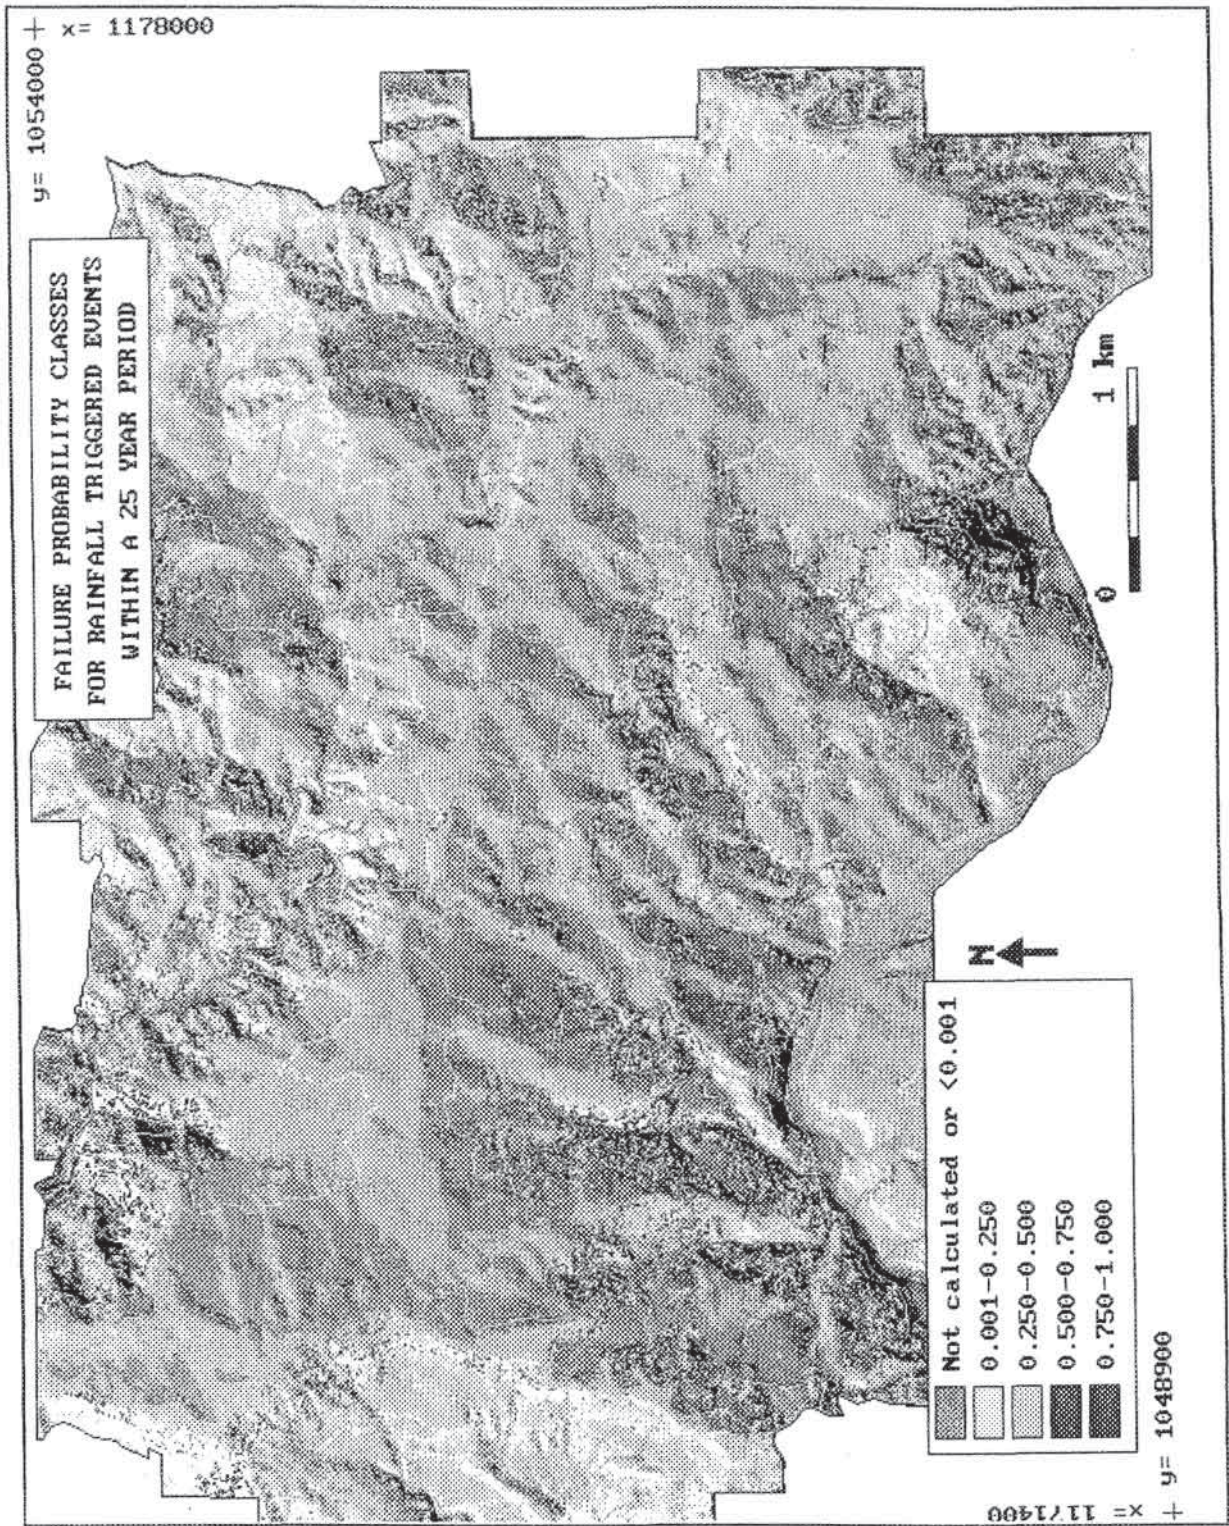 y= 1054000 + x= 1178000
FAILURE PROBABILITY CLASSES
FOR RAINFALL TRIGGERED EVENTS
WITHIN A 25 YEAR PERIOD
N
0 1 km
Not calculated or <0.001
0.001-0.250
0.250-0.500
0.500-0.750
0.750-1.000
x= 1171400
+ y= 1048900